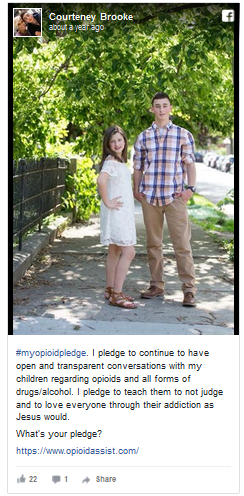 Courteney Brooke
about a year ago
#myopioidpledge. I pledge to continue to have
open and transparent conversations with my
children regarding opioids and all forms of
drugs/alcohol. I pledge to teach them to not judge
and to love everyone through their addiction as
Jesus would.
What's your pledge?
https://www.opioidassist.com/
22 1 Share